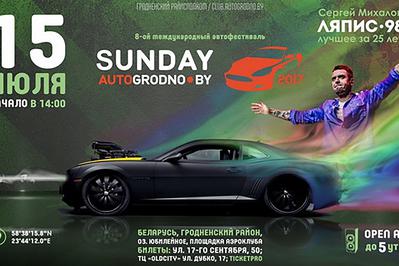 ГРОДНЕНСКИЙ РАЙИСПОЛКОМ / CLUB.AUTOGRODNO.BY
15
ИЮЛЯ
НАЧАЛО В 14:00
8-ой международный автофестиваль
SUNDAY
AUTOGRODNO•BY
2017
Сергей Михалок
ЛЯПИС•98
лучшее за 25 лет
58°38'15.8"N
23°44'12.0"E
БЕЛАРУСЬ, ГРОДНЕНСКИЙ РАЙОН,
ОЗ. ЮБИЛЕЙНОЕ, ПЛОЩАДКА АЭРОКЛУБА
БИЛЕТЫ: УЛ. 17-ГО СЕНТЯБРЯ, 50;
ТЦ «OLDCITY» УЛ. ДУБКО, 17; TICKETPRO
OPEN A
ДО 5 УТ